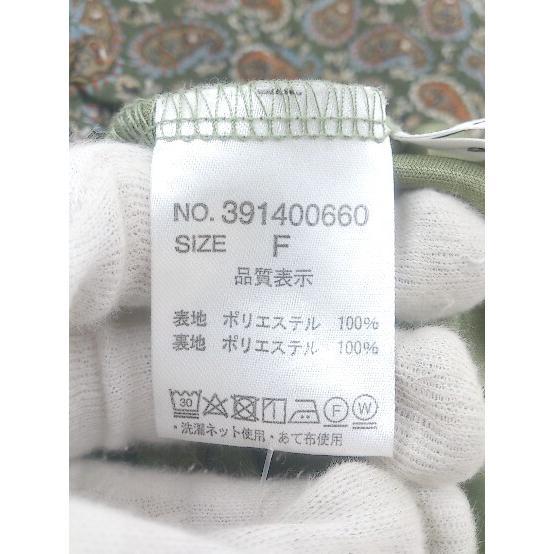 NO. 391400660
SIZE F
品質表示
表地 ポリエステル 100%
裏地 ポリエステル 100%
30 F W
・洗濯ネット使用・あて布使用